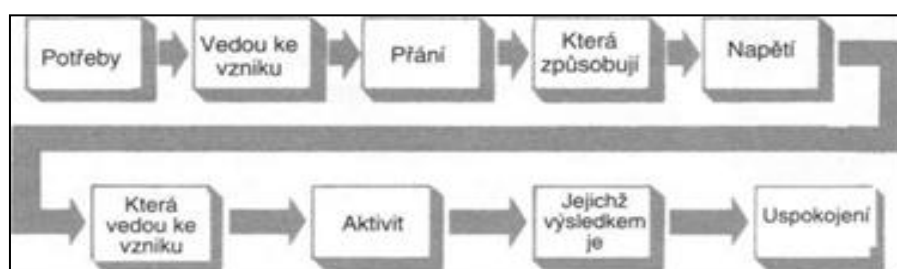 Potřeby
Vedou ke
vzniku
Přání
Která
způsobují
Napětí
Která
vedou ke
vzniku
Aktivit
Jejichž
výsledkem
je
Uspokojení